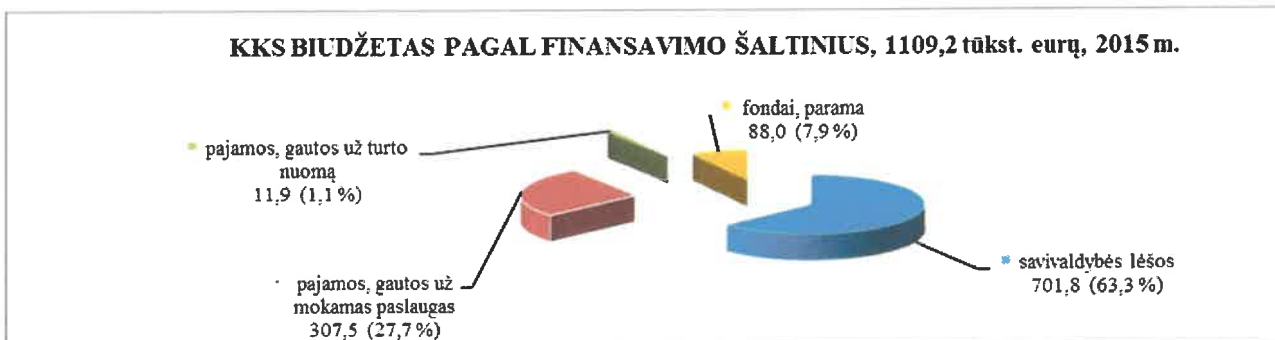 KKS BIUDŽETAS PAGAL FINANSAVIMO ŠALTINIUS, 1109,2 tūkst. eurų, 2015 m.
fondai, parama
88,0 (7,9 %)
pajamos, gautos už turto
nuomą
11,9 (1,1 %)
savivaldybės lėšos
701,8 (63,3 %)
pajamos, gautos už
mokamas paslaugas
307,5 (27,7 %)